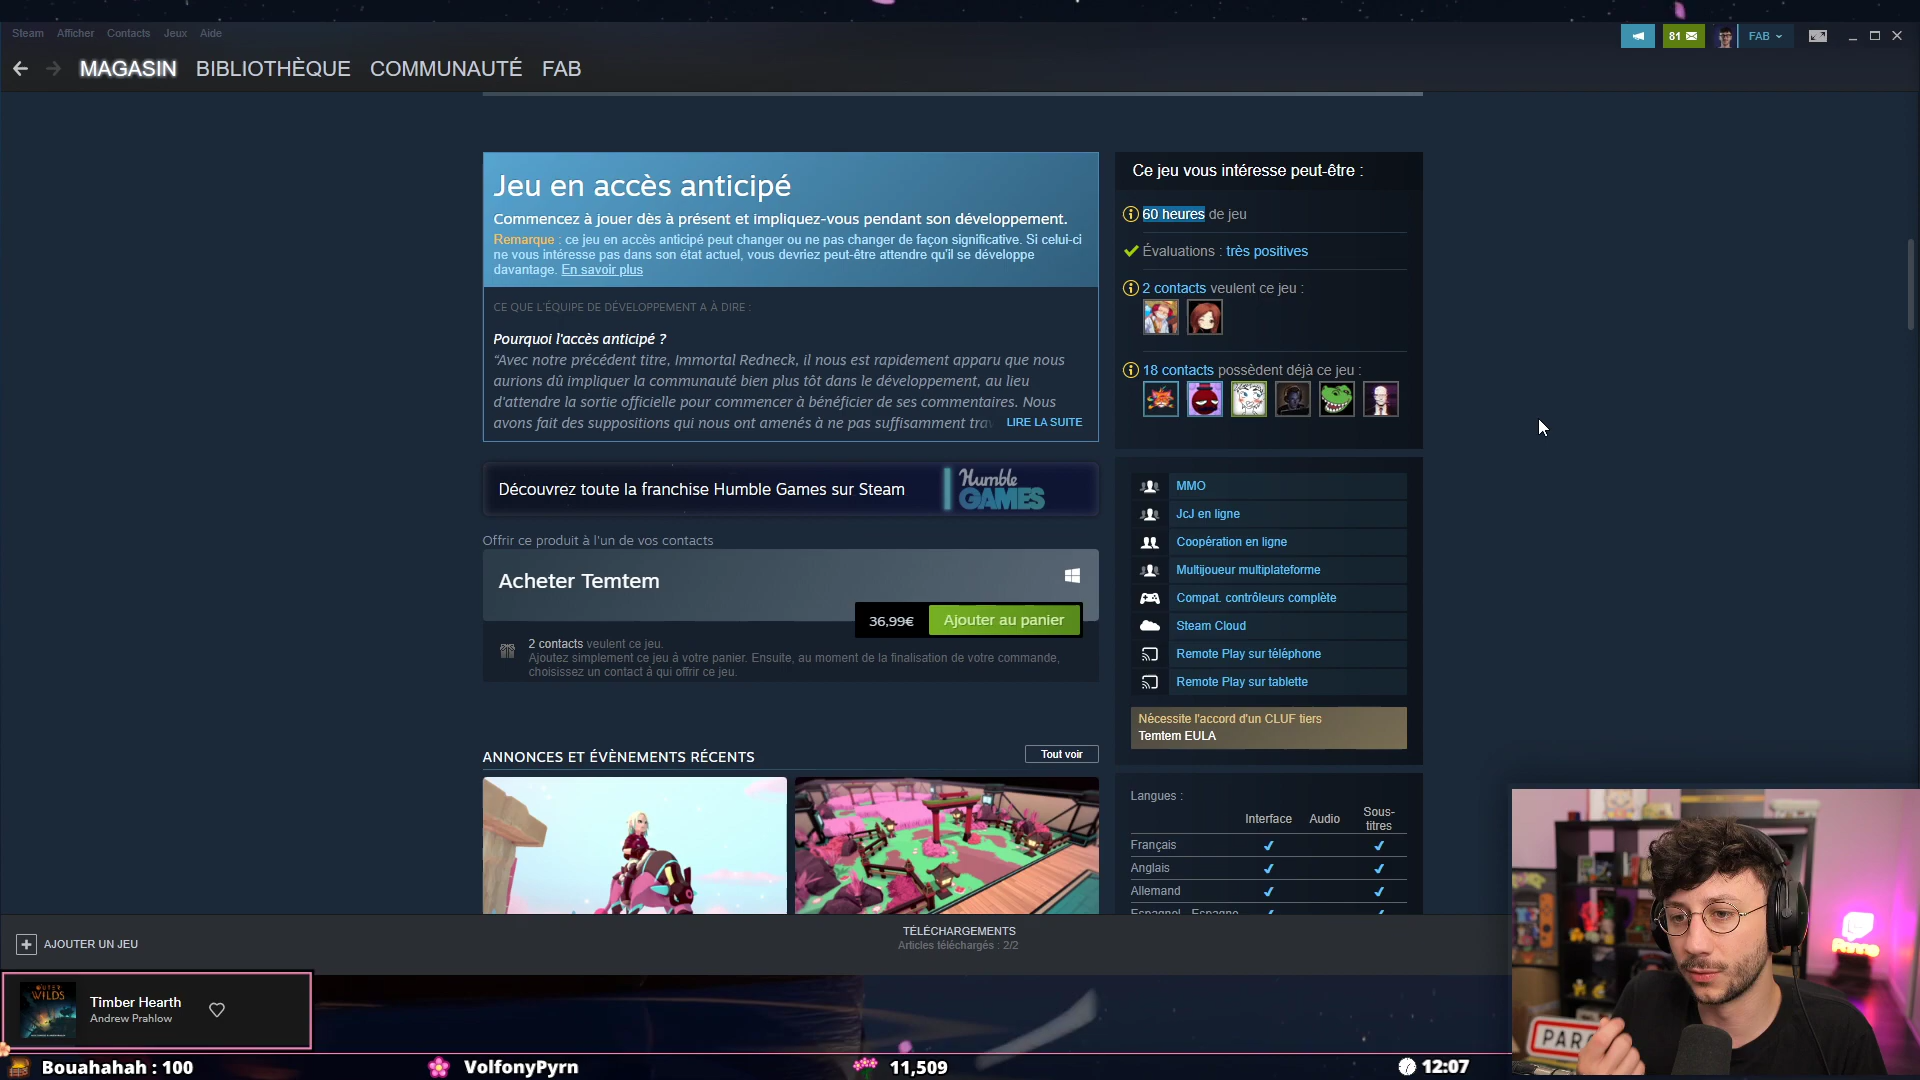 Steam Afficher Contacts Jeux Aide
81
FAB
MAGASIN BIBLIOTHÈQUE COMMUNAUTÉ FAB
Jeu en accès anticipé
Commencez à jouer dès à présent et impliquez-vous pendant son développement.
Remarque : ce jeu en accès anticipé peut changer ou ne pas changer de façon significative. Si celui-ci
ne vous intéresse pas dans son état actuel, vous devriez peut-être attendre qu'il se développe
davantage. En savoir plus
CE QUE L'ÉQUIPE DE DÉVELOPPEMENT A À DIRE :
Pourquoi l'accès anticipé ?
“Avec notre précédent titre, Immortal Redneck, il nous est rapidement apparu que nous
aurions dû impliquer la communauté bien plus tôt dans le développement, au lieu
d'attendre la sortie officielle pour commencer à bénéficier de ses commentaires. Nous
avons fait des suppositions qui nous ont amenés à ne pas suffisamment trav
LIRE LA SUITE
Découvrez toute la franchise Humble Games sur Steam
Humble
GAMES
Offrir ce produit à l'un de vos contacts
Acheter Temtem
36,99€
Ajouter au panier
2 contacts veulent ce jeu.
Ajoutez simplement ce jeu à votre panier. Ensuite, au moment de la finalisation de votre commande,
choisissez un contact à qui offrir ce jeu.
ANNONCES ET ÉVÈNEMENTS RÉCENTS
Tout voir
Ce jeu vous intéresse peut-être :
60 heures de jeu
Évaluations : très positives
2 contacts veulent ce jeu :
18 contacts possèdent déjà ce jeu :
MMO
JcJ en ligne
Coopération en ligne
Multijoueur multiplateforme
Compat. contrôleurs complète
Steam Cloud
Remote Play sur téléphone
Remote Play sur tablette
Nécessite l'accord d'un CLUF tiers
Temtem EULA
Langues :
Interface Audio Sous-
titres
Français
Anglais
Allemand
Espagnol - Espagne
AJOUTER UN JEU
TÉLÉCHARGEMENTS
Articles téléchargés : 2/2
OUTER
WILDS
Timber Hearth
Andrew Prahlow
Bouahahah : 100
VolfonyPyrn
11,509
12:07